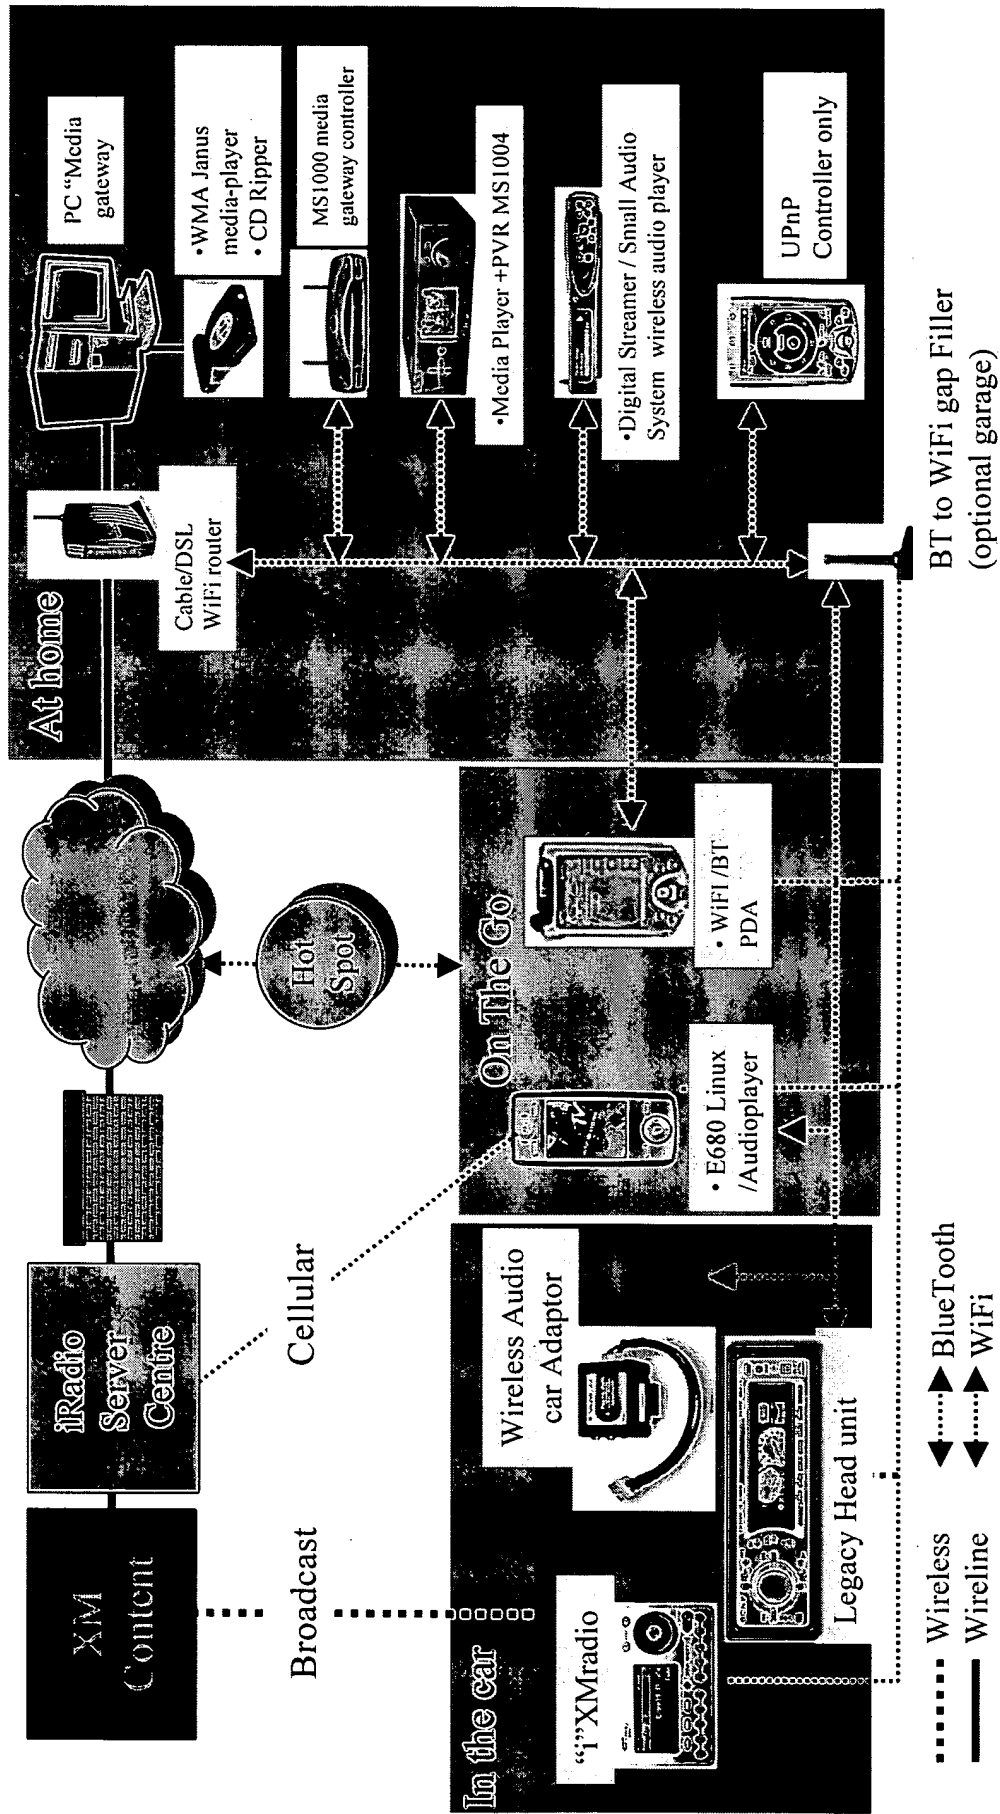 XM
Content
iRadio
Server
Centre
At home
Cable/DSL
WiFi router
PC “Media
gateway
•WMA Janus
media-player
• CD Ripper
MS1000 media
gateway controller
•Media Player +PVR MS1004
•Digital Streamer / Small Audio
System wireless audio player
UPnP
Controller only
BT to WiFi gap Filler
(optional garage)
Hot
Spot
Broadcast
Cellular
On The Go
• WiFI /BT
PDA
• E680 Linux
/Audioplayer
In the car
“i”XMradio
Wireless Audio
car Adaptor
Legacy Head unit
Wireless
Wireline
BlueTooth
WiFi